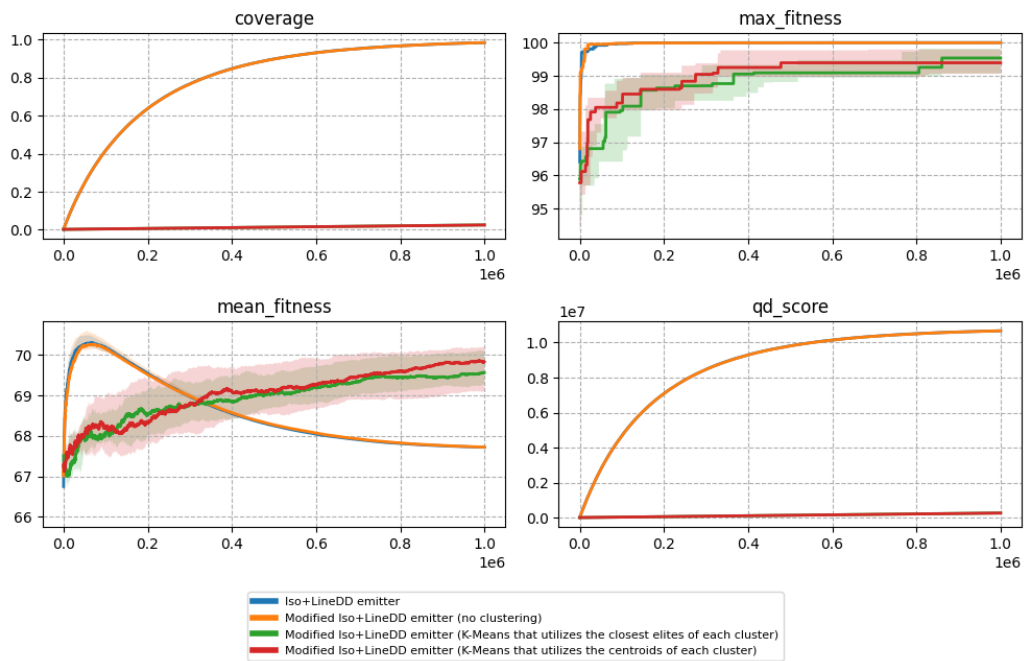 coverage
max_fitness
1.0
0.8
0.6
0.4
0.2
0.0
0.0 0.2 0.4 0.6 0.8 1.0
1e6
100
99
98
97
96
95
0.0 0.2 0.4 0.6 0.8 1.0
1e6
mean_fitness
qd_score
70
69
68
67
66
0.0 0.2 0.4 0.6 0.8 1.0
1e6
1e7
1.0
0.8
0.6
0.4
0.2
0.0
0.0 0.2 0.4 0.6 0.8 1.0
1e6
Iso+LineDD emitter
Modified Iso+LineDD emitter (no clustering)
Modified Iso+LineDD emitter (K-Means that utilizes the closest elites of each cluster)
Modified Iso+LineDD emitter (K-Means that utilizes the centroids of each cluster)